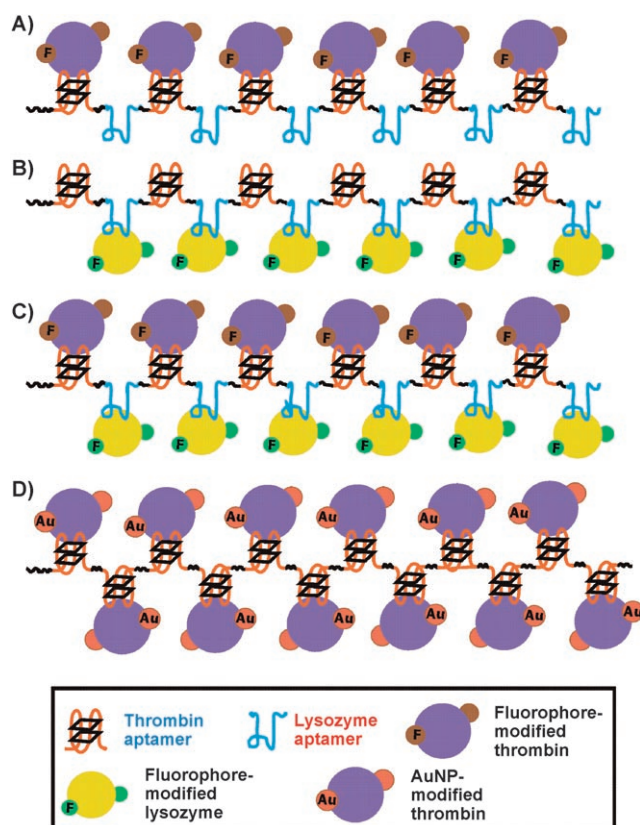 A)
F F F F F F
B)
F F F F F F
C)
F F F F F F
F F F F F F
D)
Au Au Au Au Au Au
Au Au Au Au Au Au
Thrombin
aptamer
Lysozyme
aptamer
Fluorophore-
modified
thrombin
F
Fluorophore-
modified
lysozyme
F
AuNP-
modified
thrombin
Au